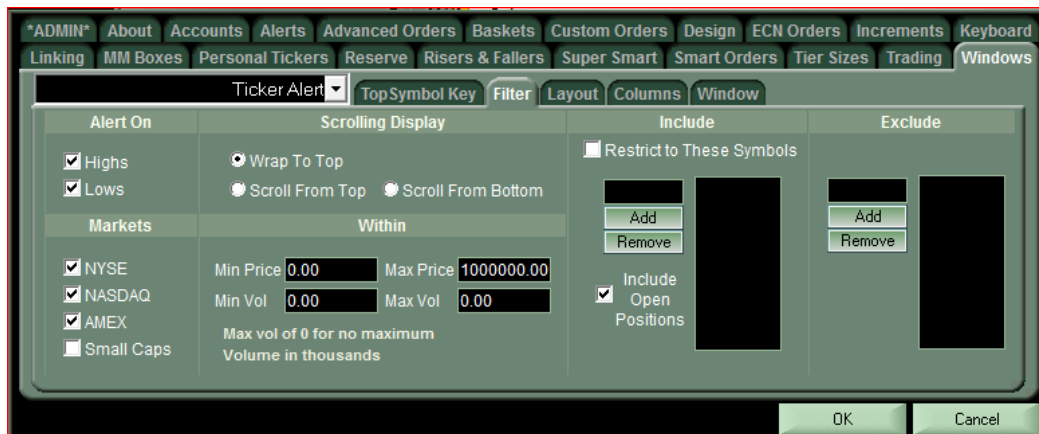 *ADMIN* About Accounts Alerts Advanced Orders Baskets Custom Orders Design ECN Orders Increments Keyboard
Linking MM Boxes Personal Tickers Reserve Risers & Fallers Super Smart Smart Orders Tier Sizes Trading Windows
Ticker Alert Top Symbol Key Filter Layout Columns Window
Alert On Scrolling Display Include Exclude
Highs
Lows
Wrap To Top
Scroll From Top Scroll From Bottom
Restrict to These Symbols
Add
Remove
Add
Remove
Markets Within
NYSE
NASDAQ
AMEX
Small Caps
Min Price 0.00 Max Price 1000000.00
Min Vol 0.00 Max Vol 0.00
Max vol of 0 for no maximum
Volume in thousands
Include
Open
Positions
OK Cancel